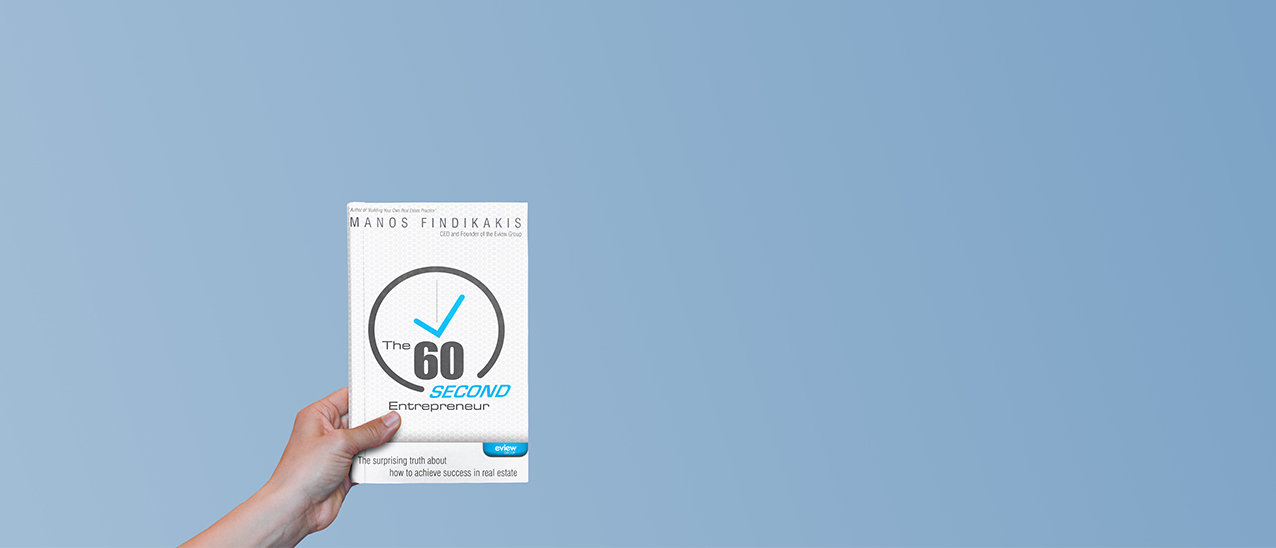 Author of 'Building Your Own Real Estate Practice'
MANOS FINDIKAKIS
CEO and Founder of the Eview Group
The
60
SECOND
Entrepreneur
eview
GROUP
The surprising truth about
how to achieve success in real estate